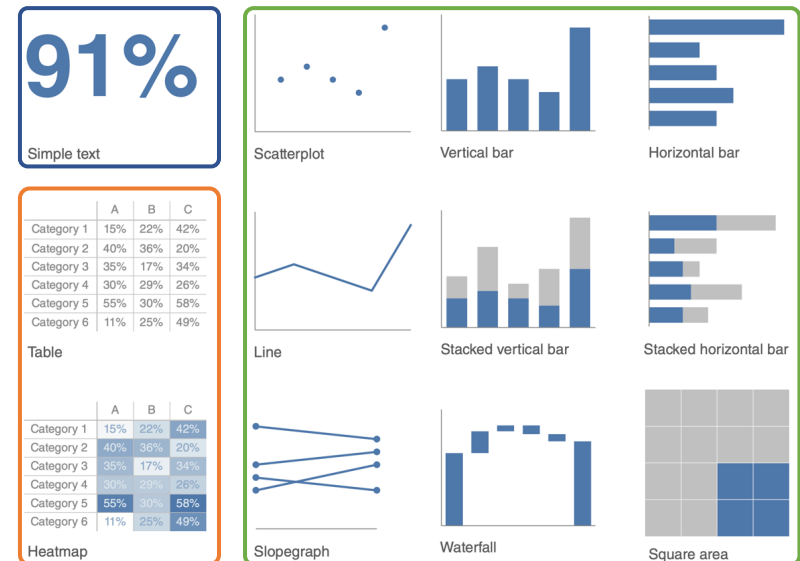 91%
Simple text
Scatterplot
Vertical bar
Horizontal bar
A B C
Category 1 15% 22% 42%
Category 2 40% 36% 20%
Category 3 35% 17% 34%
Category 4 30% 29% 26%
Category 5 55% 30% 58%
Category 6 11% 25% 49%
Table
Line
Stacked vertical bar
Stacked horizontal bar
A B C
Category 1 15% 22% 42%
Category 2 40% 36% 20%
Category 3 35% 17% 34%
Category 4 30% 29% 26%
Category 5 55% 30% 58%
Category 6 11% 25% 49%
Heatmap
Slopegraph
Waterfall
Square area